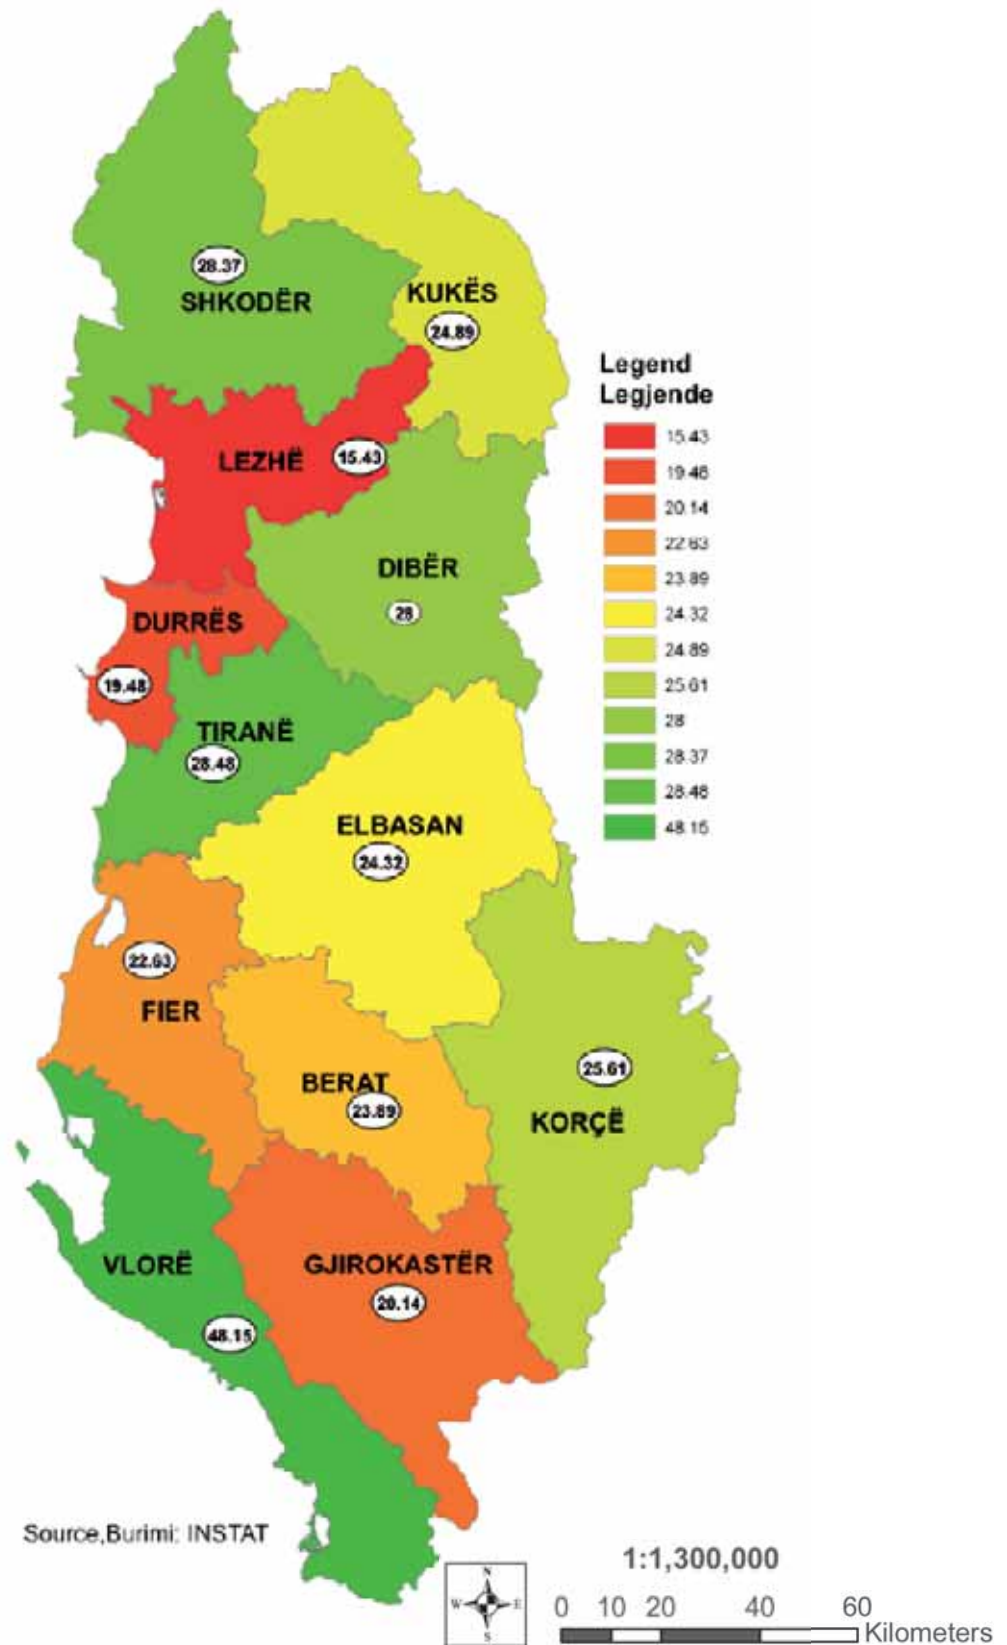 28.37
SHKODËR
KUKËS
24.89
Legend
Legjende
15.43
19.48
20.14
22.63
23.89
24.32
24.89
25.61
28
28.37
28.48
48.15
LEZHË
15.43
DIBËR
28
DURRËS
19.48
TIRANË
28.48
ELBASAN
24.32
22.63
FIER
BERAT
23.89
25.61
KORÇË
VLORË
48.15
GJIROKASTËR
20.14
Source,Burimi: INSTAT
1:1,300,000
N
W E
S
0 10 20 40 60
Kilometers